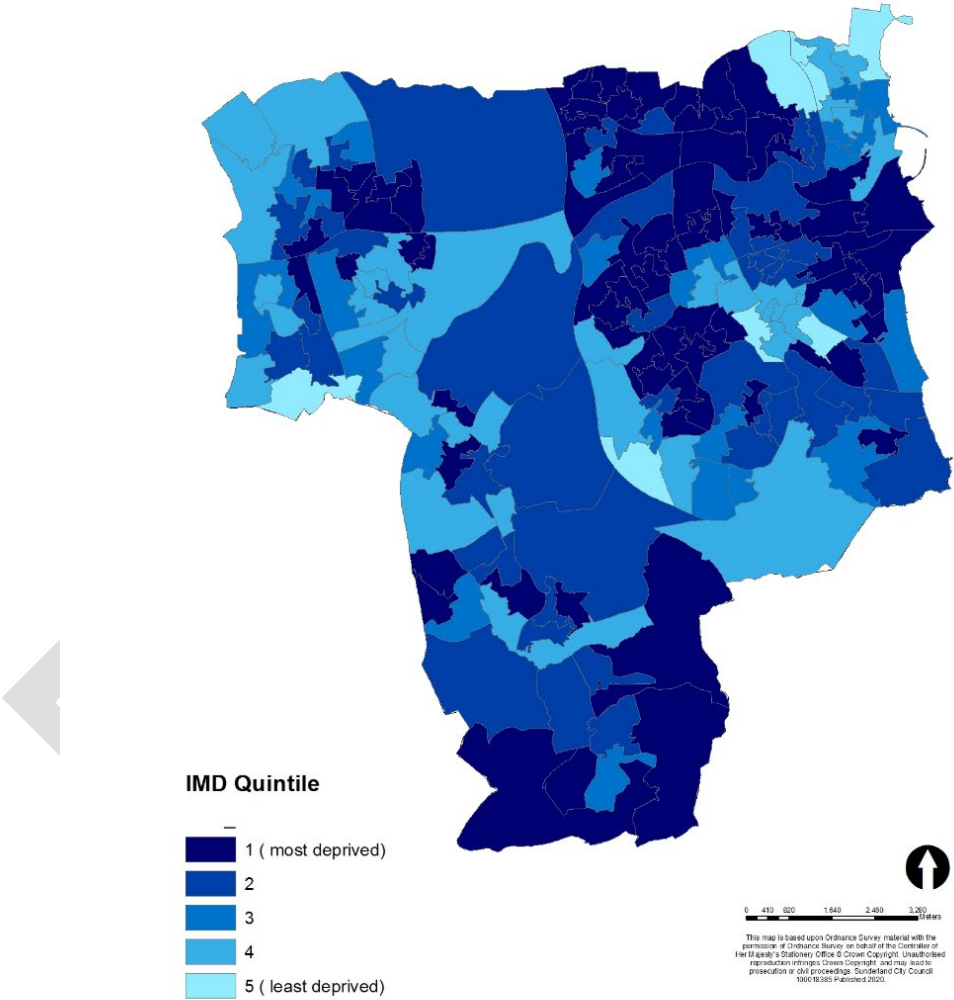 IMD Quintile
1 ( most deprived)
2
3
4
5 ( least deprived)
0 410 820 1,640 2,460 3,280
Meters
This map is based upon Ordnance Survey material with the
permission of Ordnance Survey on behalf of the Controller of
Her Majesty's Stationery Office © Crown Copyright. Unauthorised
reproduction infringes Crown Copyright and may lead to
prosecution or civil proceedings. Sunderland City Council
100018385 Published 2020.